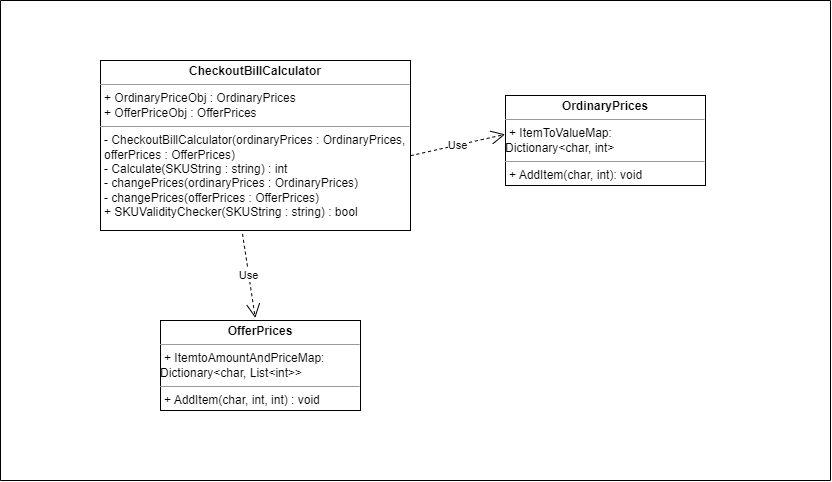 CheckoutBillCalculator
+ OrdinaryPriceObj : OrdinaryPrices
+ OfferPriceObj : OfferPrices
- CheckoutBillCalculator(ordinaryPrices : OrdinaryPrices,
offerPrices : OfferPrices)
- Calculate(SKUString : string) : int
- changePrices(ordinaryPrices : OrdinaryPrices)
- changePrices(offerPrices : OfferPrices)
+ SKUValidityChecker(SKUString : string) : bool
Use
OrdinaryPrices
+ ItemToValueMap:
Dictionary<char, int>
+ AddItem(char, int): void
Use
OfferPrices
+ ItemtoAmountAndPriceMap:
Dictionary<char, List<int>>
+ AddItem(char, int, int) : void